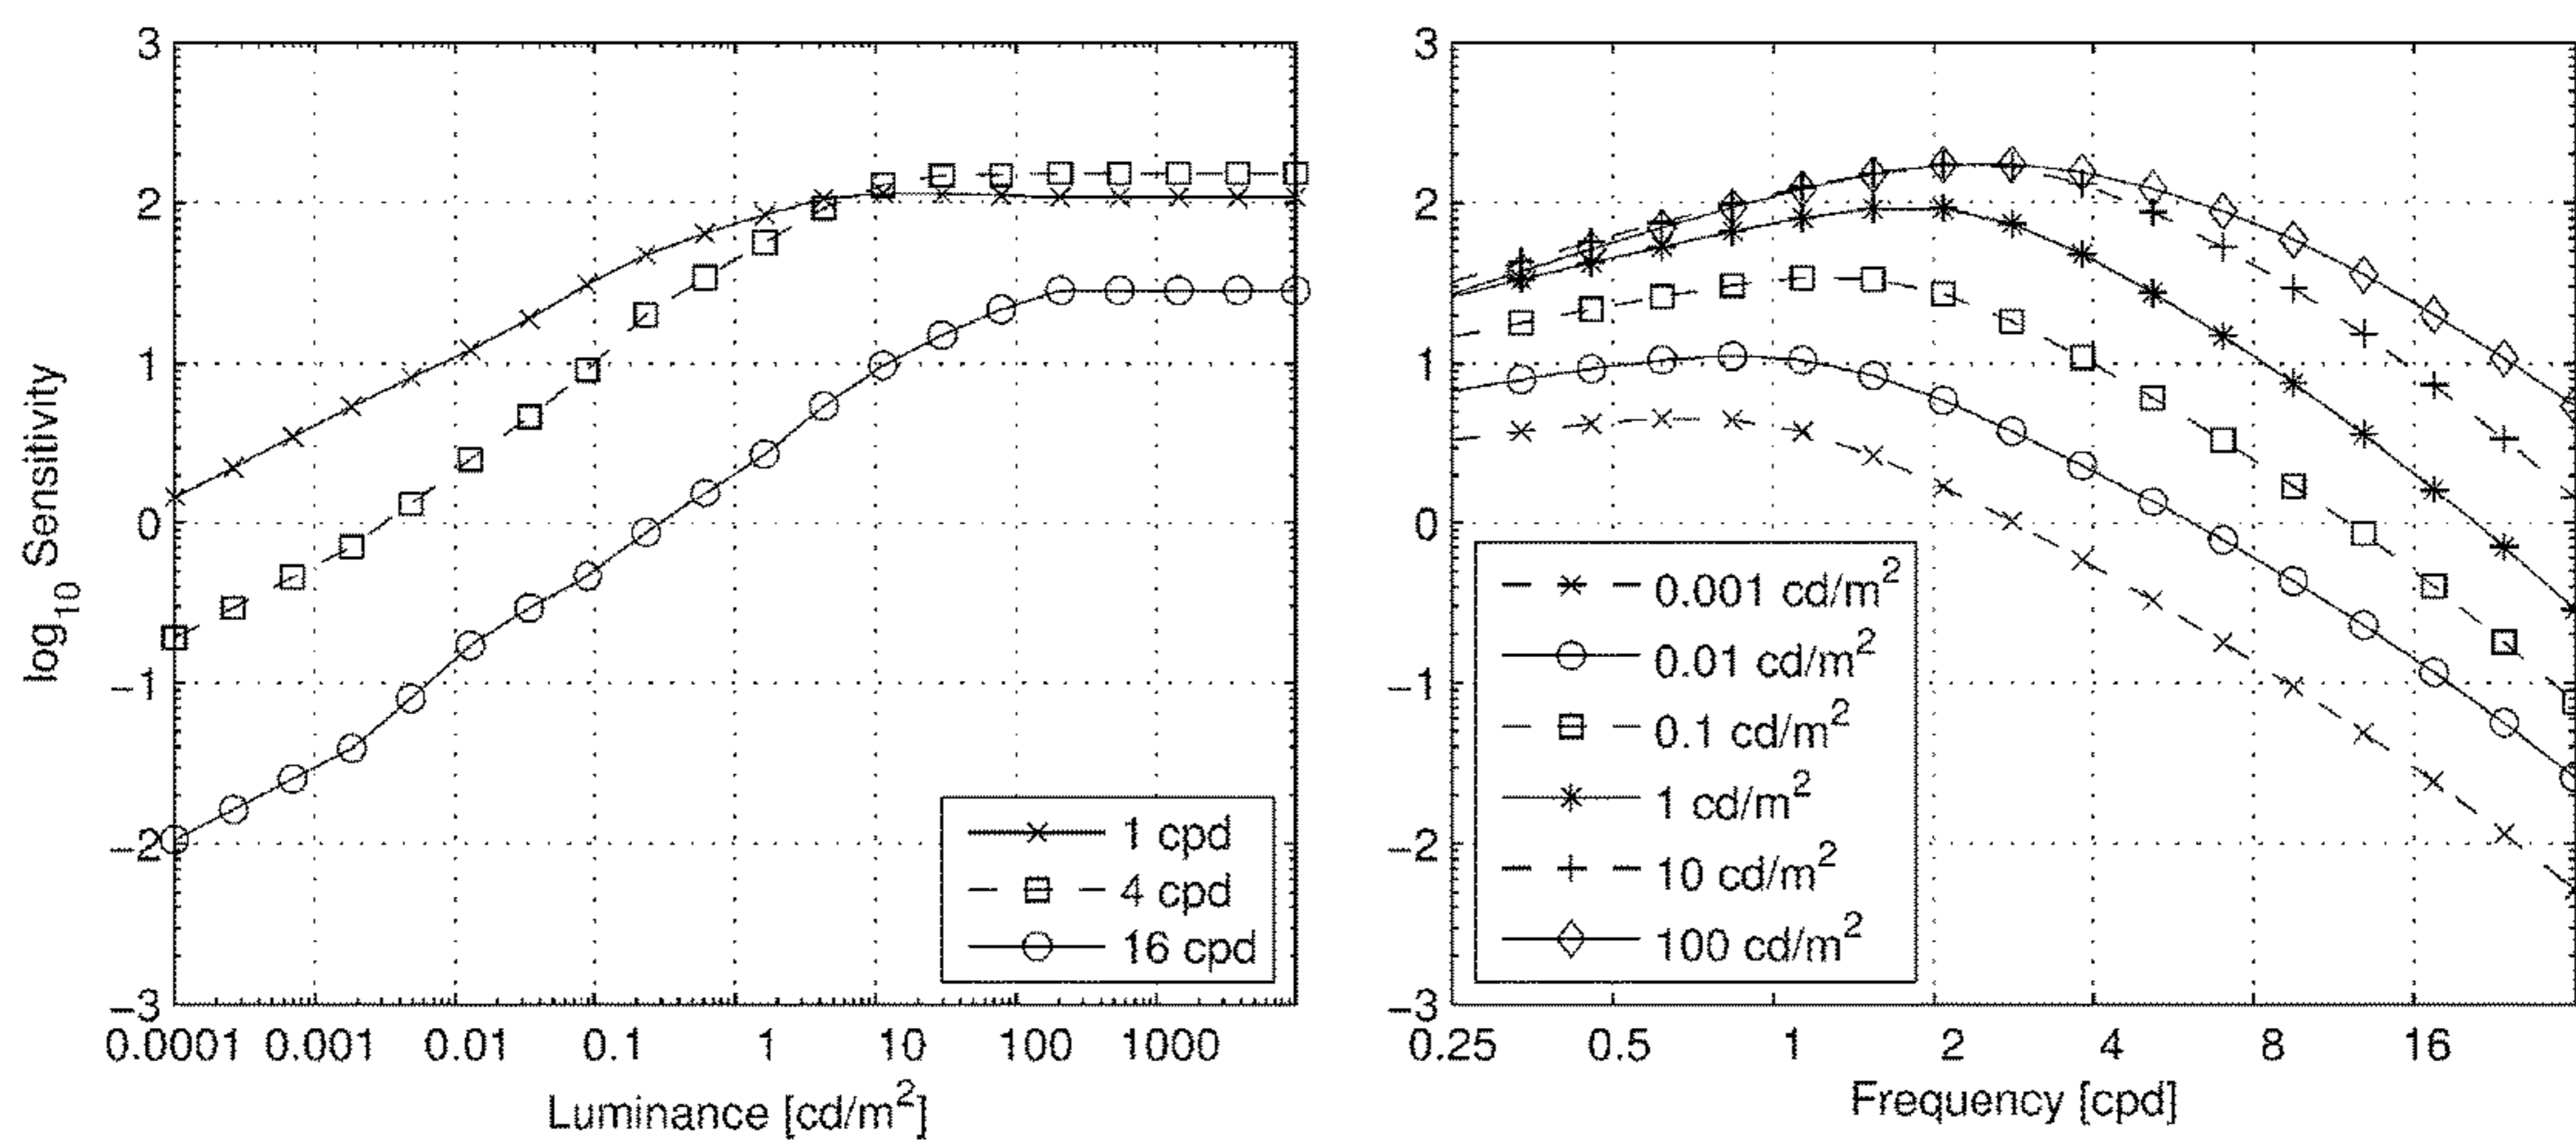 3
2
1
0
−1
−2
−3
log10 Sensitivity
0.0001 0.001 0.01 0.1 1 10 100 1000
Luminance [cd/m2]
1 cpd
4 cpd
16 cpd
3
2
1
0
−1
−2
−3
0.001 cd/m2
0.01 cd/m2
0.1 cd/m2
1 cd/m2
10 cd/m2
100 cd/m2
0.25 0.5 1 2 4 8 16
Frequency [cpd]